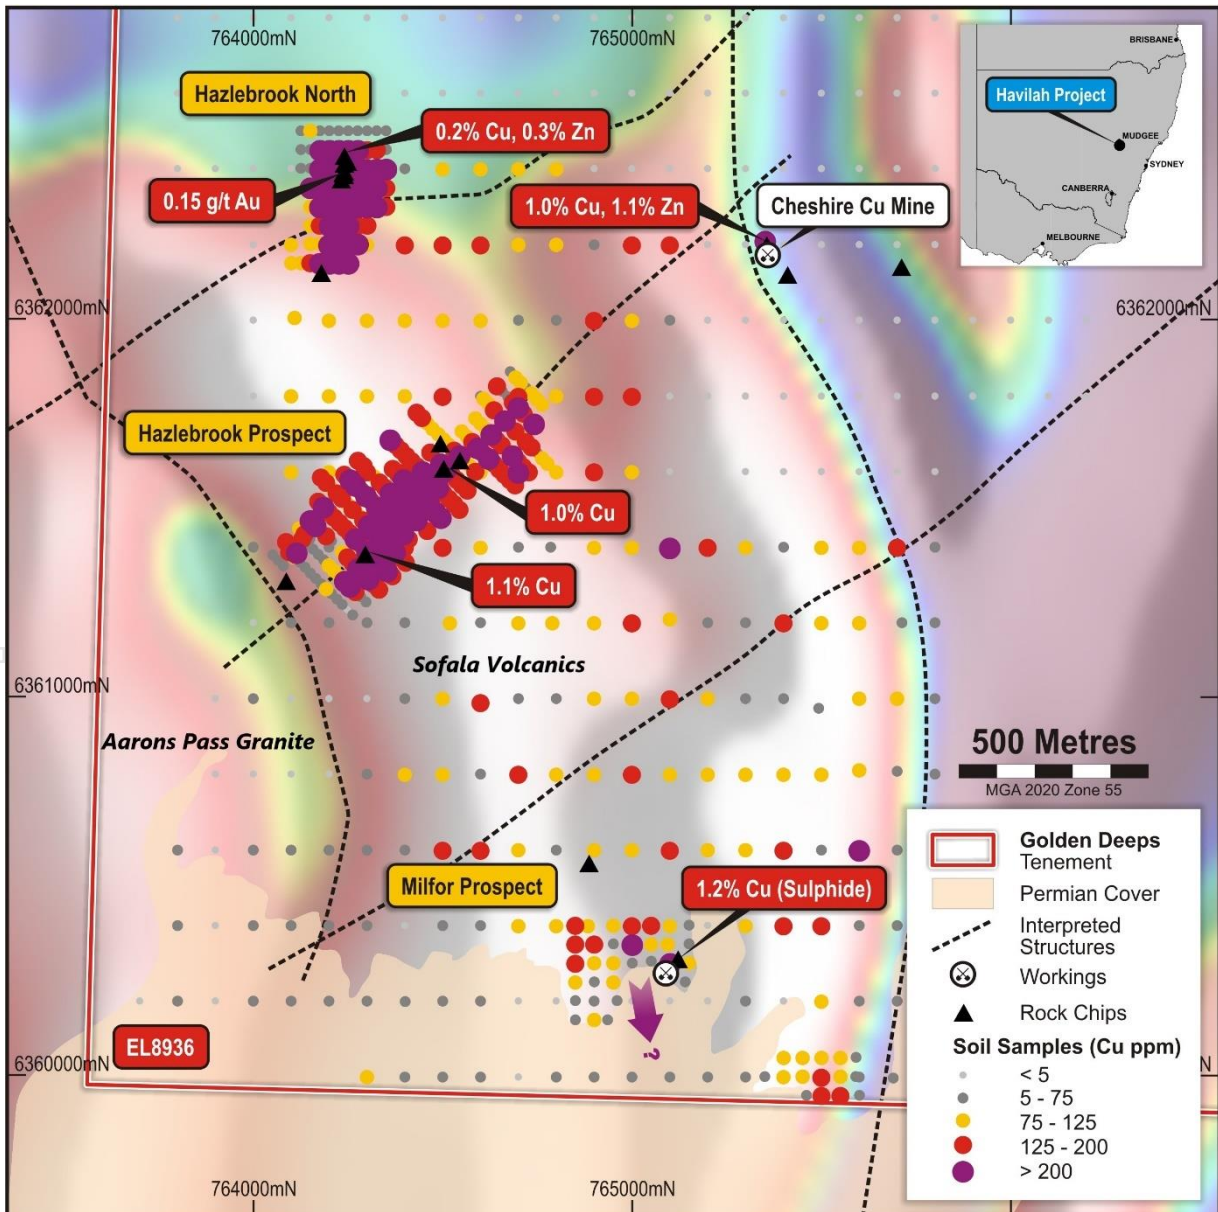 764000mN
765000mN
BRISBANE
Havilah Project
MUDGEE
SYDNEY
CANBERRA
MELBOURNE
Hazlebrook North
0.2% Cu, 0.3% Zn
0.15 g/t Au
1.0% Cu, 1.1% Zn
Cheshire Cu Mine
6362000mN
6362000mN
Hazlebrook Prospect
1.0% Cu
1.1% Cu
Sofala Volcanics
6361000mN
Aarons Pass Granite
500 Metres
MGA 2020 Zone 55
Milfor Prospect
1.2% Cu (Sulphide)
?
EL8936
6360000mN
N
Golden Deeps
Tenement
Permian Cover
Interpreted
Structures
Workings
Rock Chips
Soil Samples (Cu ppm)
< 5
5 - 75
75 - 125
125 - 200
> 200
764000mN
765000mN